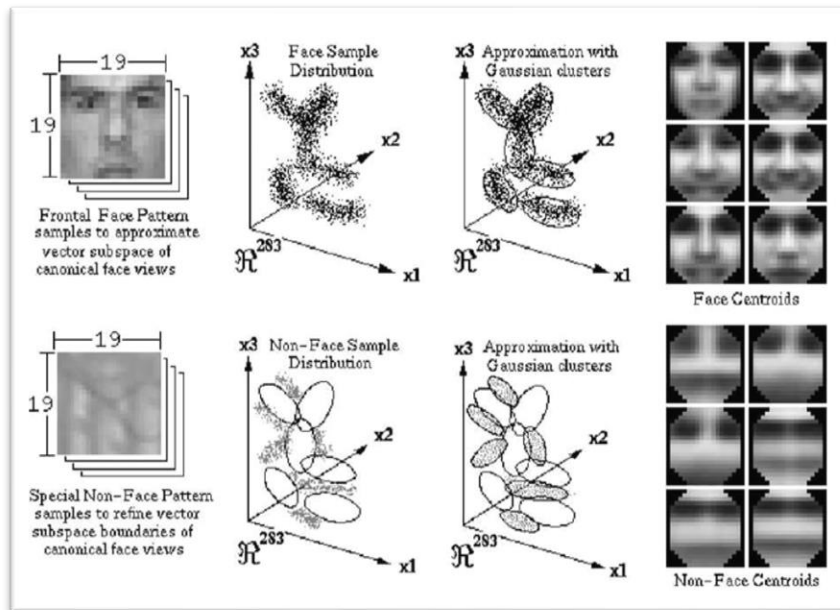 19
19
Frontal Face Pattern
samples to approximate
vector subspace of
canonical face views
x3
Face Sample
Distribution
x2
ℜ283
x1
x3
Approximation with
Gaussian clusters
x2
ℜ283
x1
Face Centroids
19
19
Special Non-Face Pattern
samples to refine vector
subspace boundaries of
canonical face views
x3
Non-Face Sample
Distribution
x2
ℜ283
x1
x3
Approximation with
Gaussian clusters
x2
ℜ283
x1
Non-Face Centroids